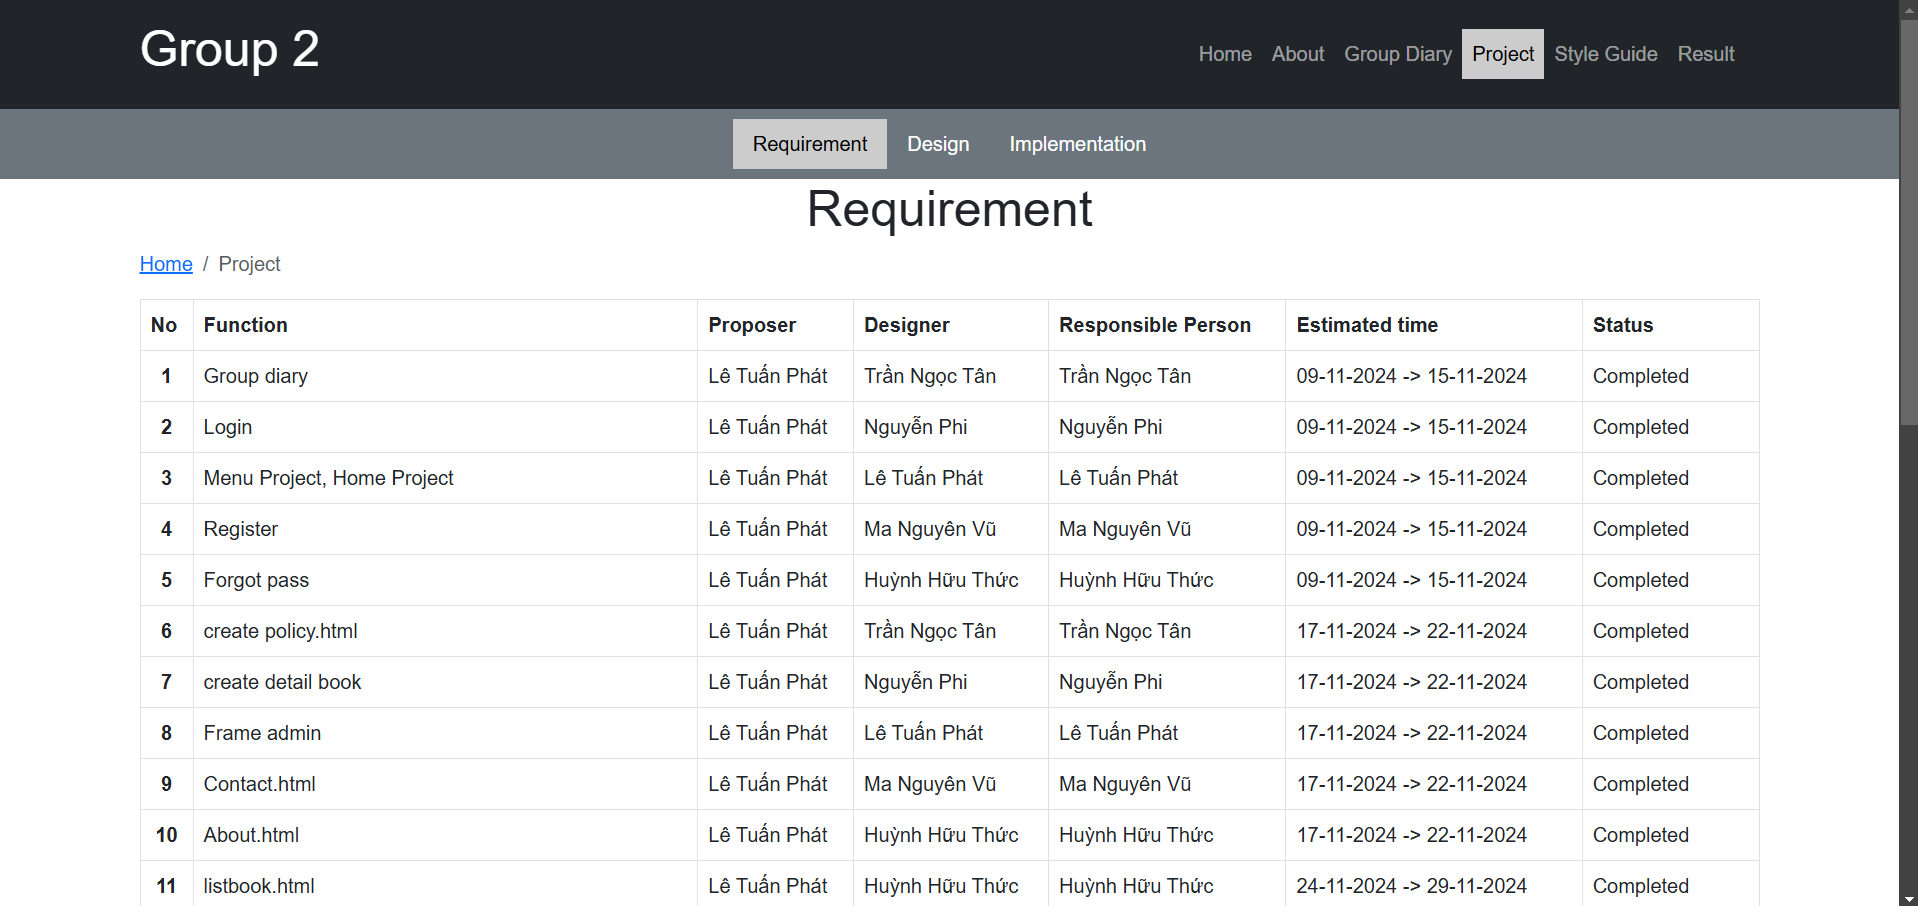 Group 2
Home About Group Diary Project Style Guide Result
Requirement Design Implementation
Requirement
Home / Project
No Function Proposer Designer Responsible Person Estimated time Status
1 Group diary Lê Tuấn Phát Trần Ngọc Tân Trần Ngọc Tân 09-11-2024 -> 15-11-2024 Completed
2 Login Lê Tuấn Phát Nguyễn Phi Nguyễn Phi 09-11-2024 -> 15-11-2024 Completed
3 Menu Project, Home Project Lê Tuấn Phát Lê Tuấn Phát Lê Tuấn Phát 09-11-2024 -> 15-11-2024 Completed
4 Register Lê Tuấn Phát Ma Nguyên Vũ Ma Nguyên Vũ 09-11-2024 -> 15-11-2024 Completed
5 Forgot pass Lê Tuấn Phát Huỳnh Hữu Thức Huỳnh Hữu Thức 09-11-2024 -> 15-11-2024 Completed
6 create policy.html Lê Tuấn Phát Trần Ngọc Tân Trần Ngọc Tân 17-11-2024 -> 22-11-2024 Completed
7 create detail book Lê Tuấn Phát Nguyễn Phi Nguyễn Phi 17-11-2024 -> 22-11-2024 Completed
8 Frame admin Lê Tuấn Phát Lê Tuấn Phát Lê Tuấn Phát 17-11-2024 -> 22-11-2024 Completed
9 Contact.html Lê Tuấn Phát Ma Nguyên Vũ Ma Nguyên Vũ 17-11-2024 -> 22-11-2024 Completed
10 About.html Lê Tuấn Phát Huỳnh Hữu Thức Huỳnh Hữu Thức 17-11-2024 -> 22-11-2024 Completed
11 listbook.html Lê Tuấn Phát Huỳnh Hữu Thức Huỳnh Hữu Thức 24-11-2024 -> 29-11-2024 Completed